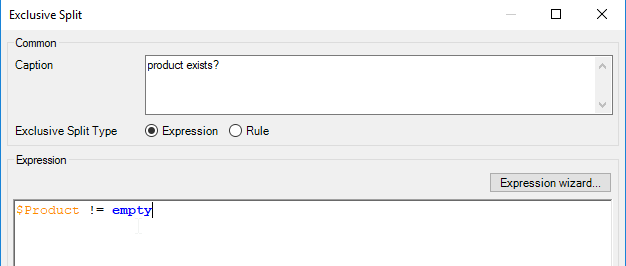 Exclusive Split
Common
Caption
product exists?
Exclusive Split Type
Expression
Rule
Expression
Expression wizard...
$Product != empty